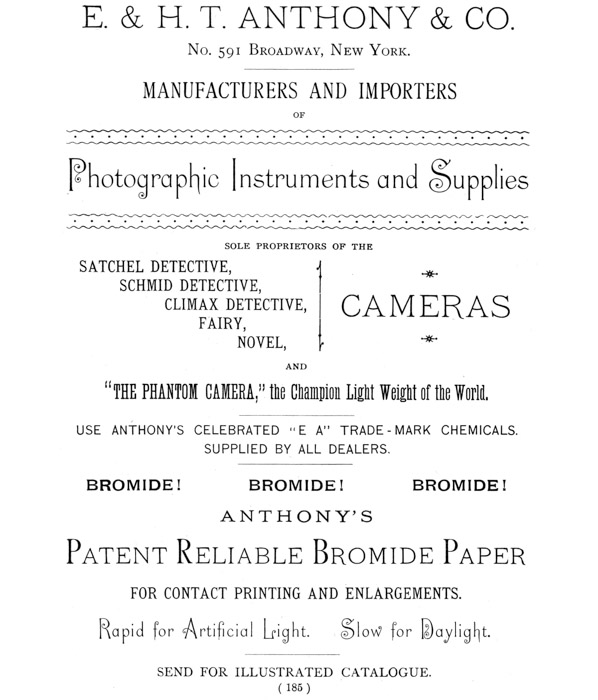 E. & H. T. ANTHONY & CO.
No. 591 Broadway, New York.
MANUFACTURERS AND IMPORTERS
OF
Photographic Instruments and Supplies
SOLE PROPRIETORS OF THE
SATCHEL DETECTIVE,
SCHMID DETECTIVE,
CLIMAX DETECTIVE,
FAIRY,
NOVEL,
CAMERAS
AND
"THE PHANTOM CAMERA," the Champion Light Weight of the World.
USE ANTHONY'S CELEBRATED "E A" TRADE-MARK CHEMICALS.
SUPPLIED BY ALL DEALERS.
BROMIDE! BROMIDE! BROMIDE!
ANTHONY'S
PATENT RELIABLE BROMIDE PAPER
FOR CONTACT PRINTING AND ENLARGEMENTS.
Rapid for Artificial Light. Slow for Daylight.
SEND FOR ILLUSTRATED CATALOGUE.
( 185 )